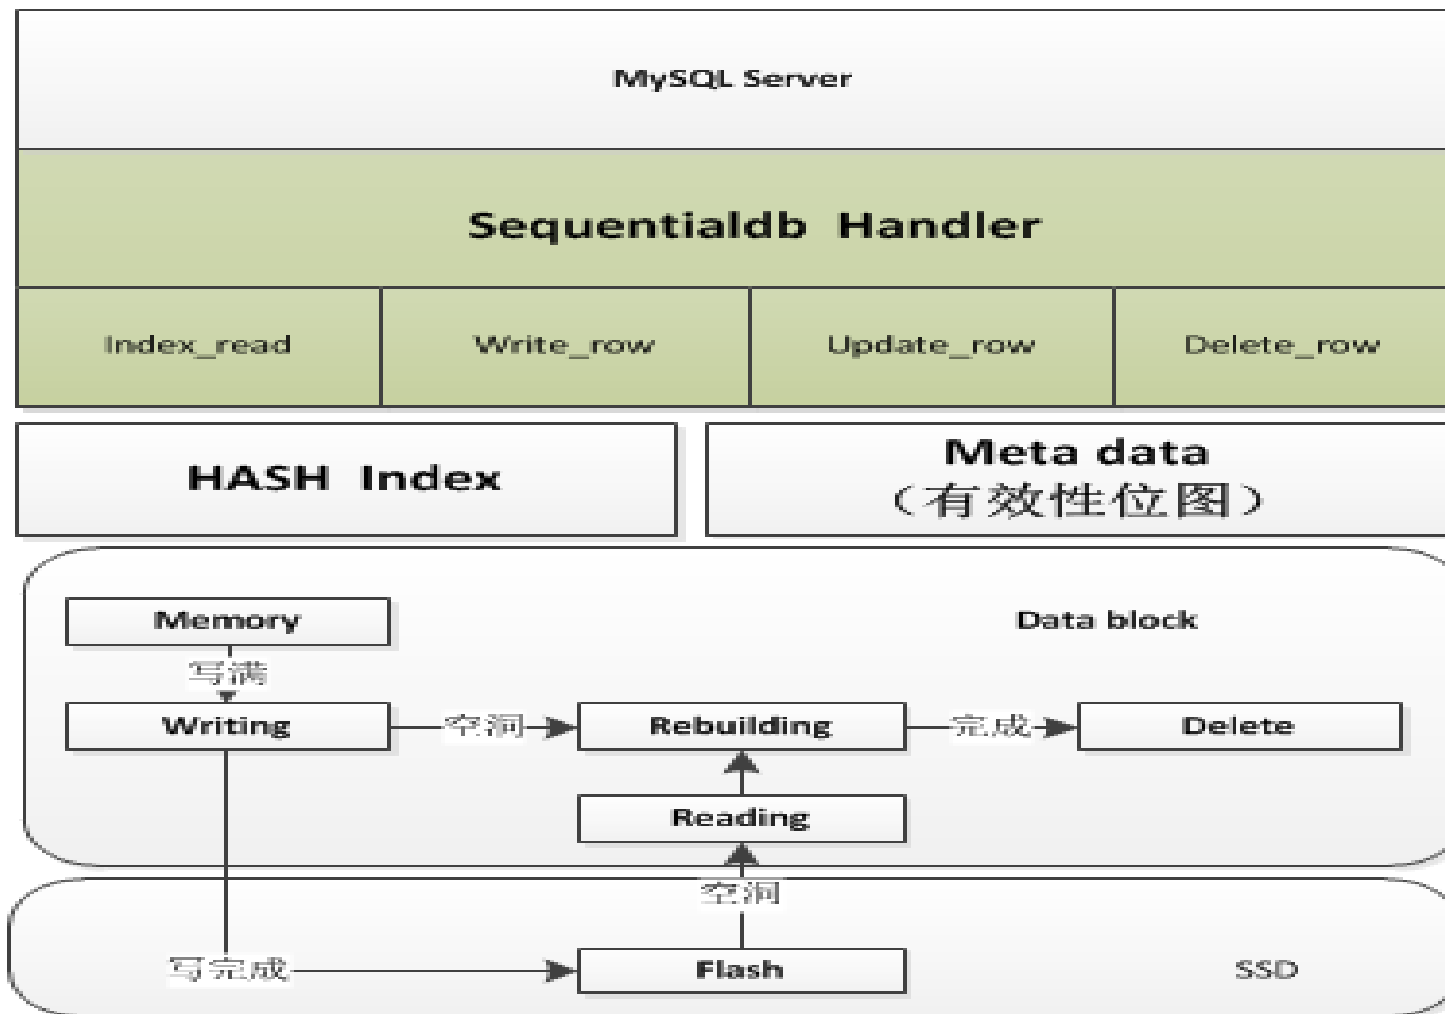 MySQL Server
Sequentialdb Handler
Index_read
Write_row
Update_row
Delete_row
HASH Index
Meta data
（有效性位图）
Memory
Data block
写满
Writing
空洞
Rebuilding
完成
Delete
Reading
空洞
写完成
Flash
SSD